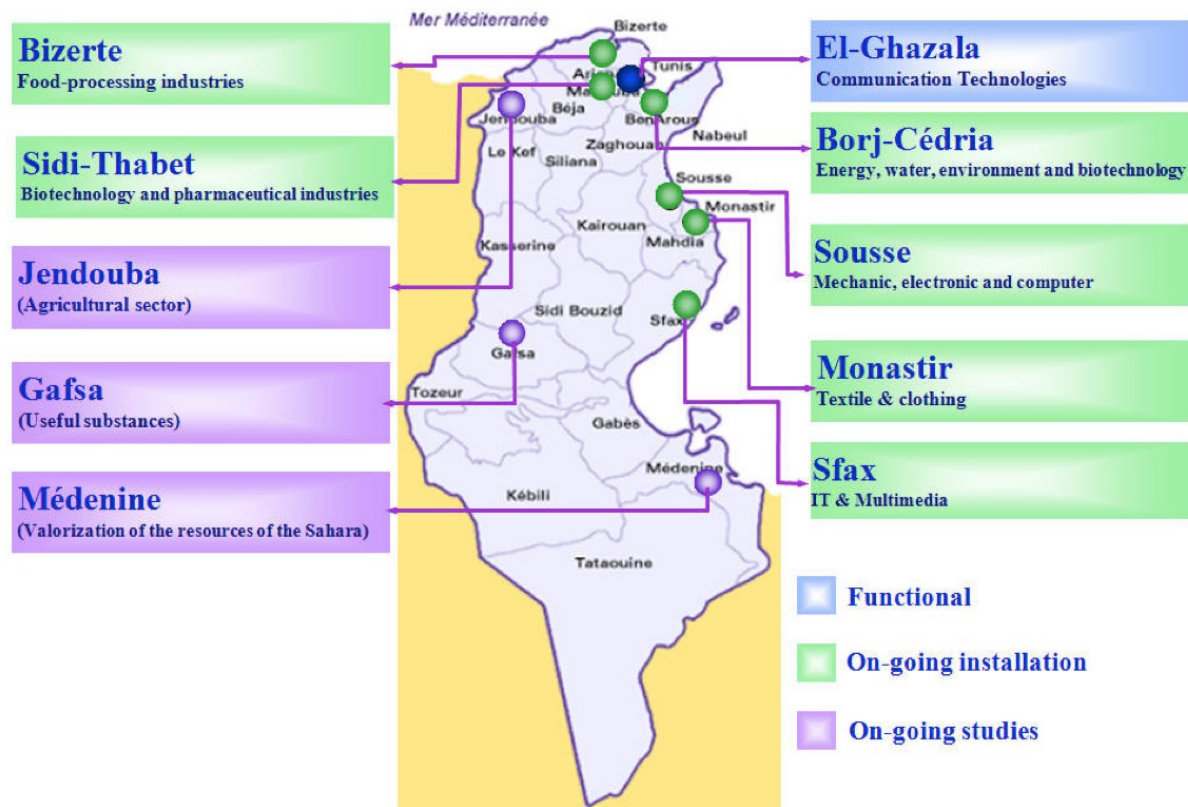 Bizerte
Food-processing industries
Sidi-Thabet
Biotechnology and pharmaceutical industries
Jendouba
(Agricultural sector)
Gafsa
(Useful substances)
Médenine
(Valorization of the resources of the Sahara)
Mer Méditerranée
Bizerte
Tunis
Béja
Jendouba
BenArous
Nabeul
Zaghouan
Le Kef
Siliana
Sousse
Monastir
Kairouan
Mahdia
Kasserine
Sidi Bouzid
Sfax
Gafsa
Tozeur
Gabès
Médenine
Kébili
Tataouine
El-Ghazala
Communication Technologies
Borj-Cédria
Energy, water, environment and biotechnology
Sousse
Mechanic, electronic and computer
Monastir
Textile & clothing
Sfax
IT & Multimedia
Functional
On-going installation
On-going studies